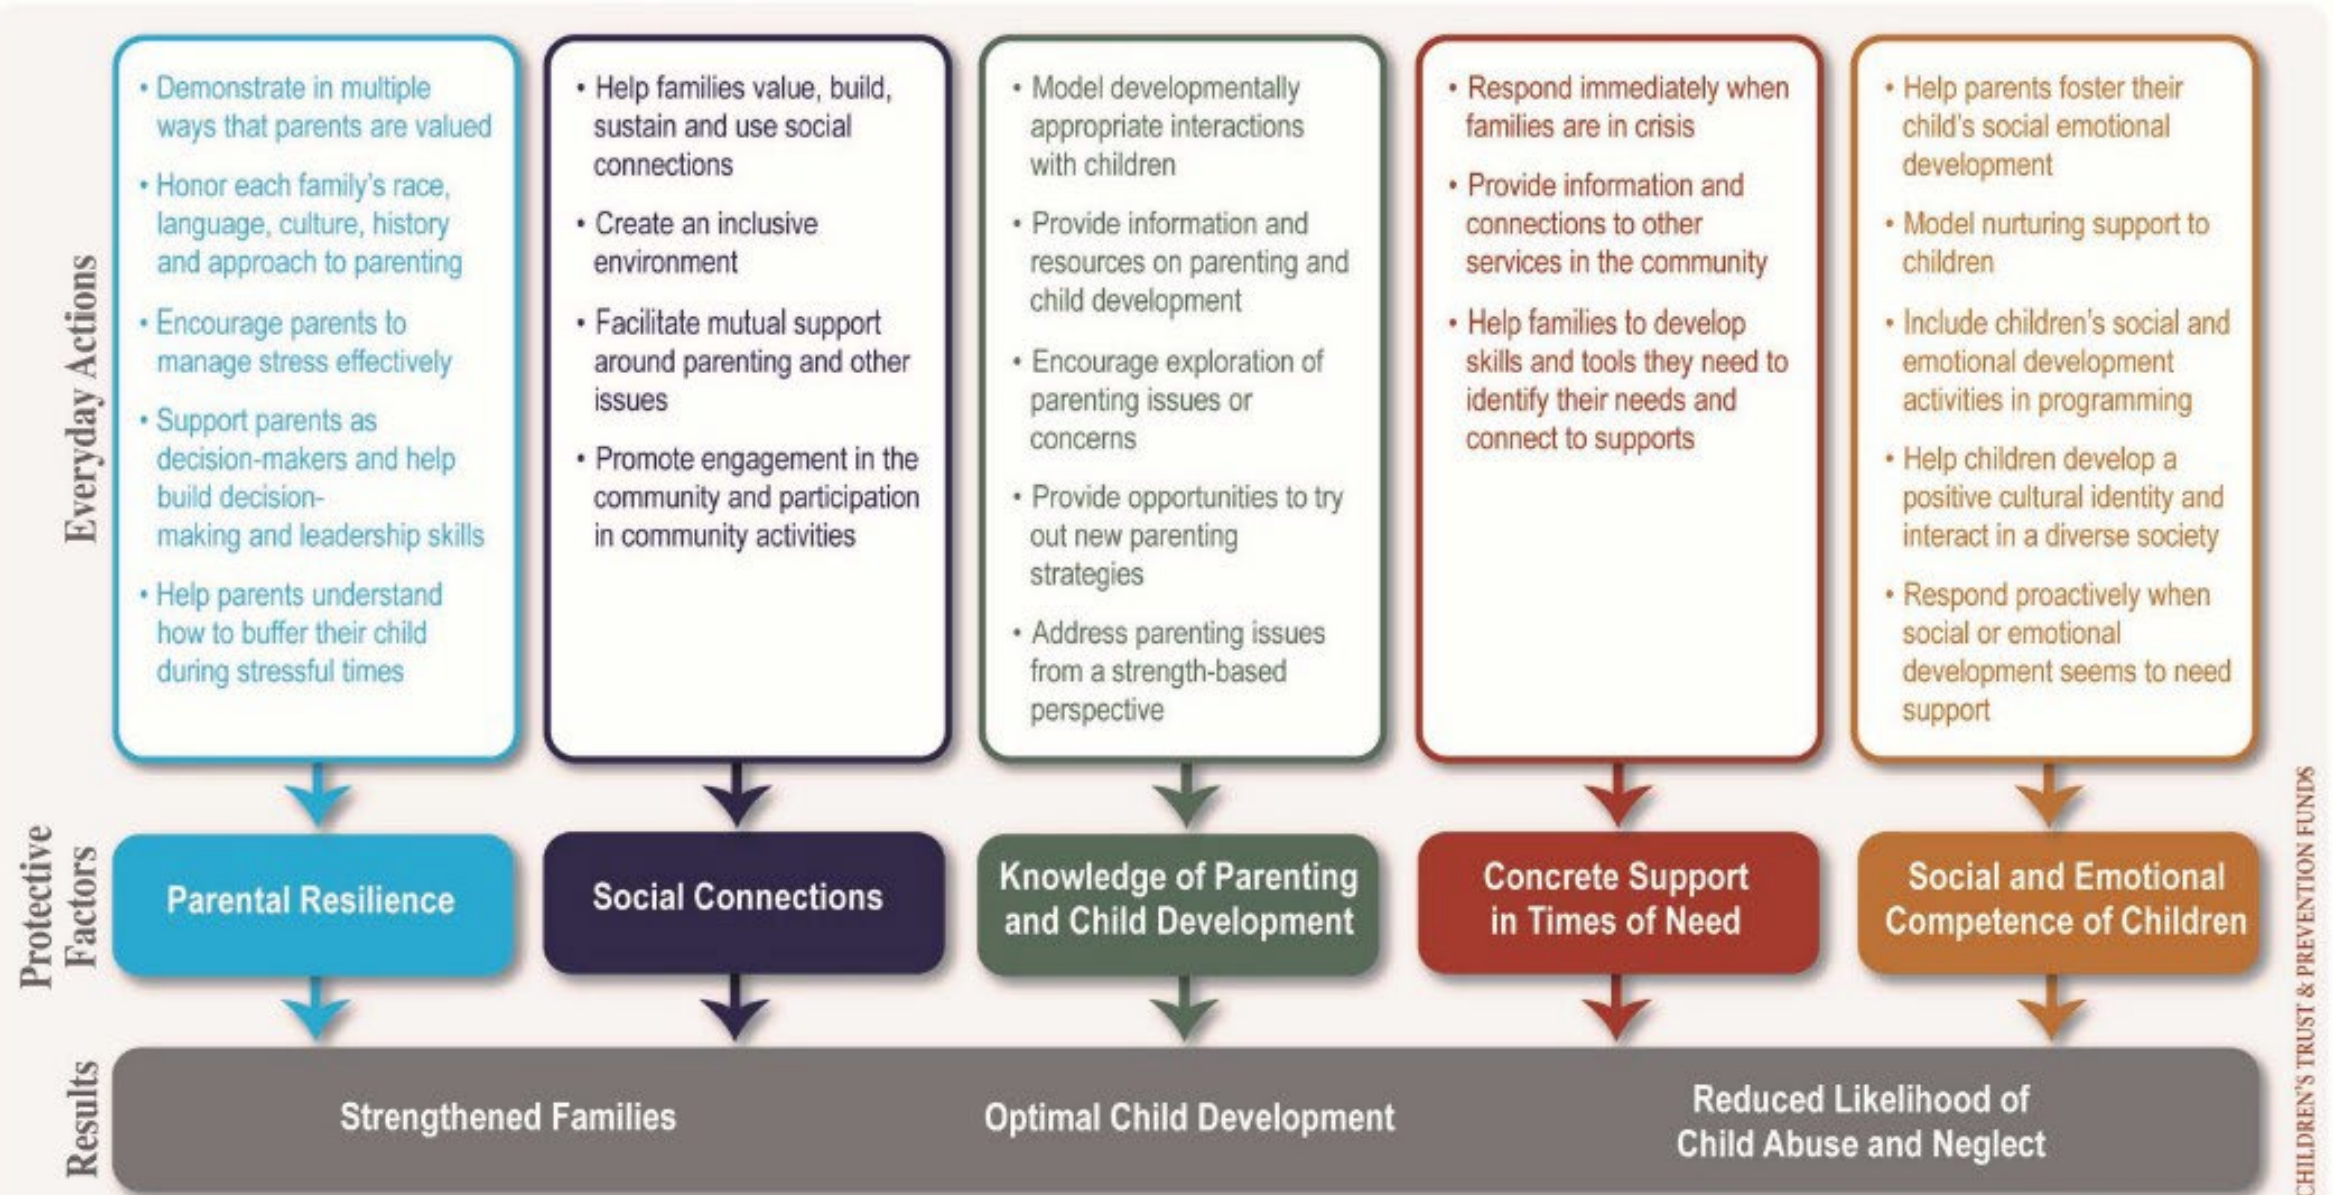 Everyday Actions
• Demonstrate in multiple
ways that parents are valued
• Honor each family's race,
language, culture, history
and approach to parenting
• Encourage parents to
manage stress effectively
• Support parents as
decision-makers and help
build decision-
making and leadership skills
• Help parents understand
how to buffer their child
during stressful times
• Help families value, build,
sustain and use social
connections
• Create an inclusive
environment
• Facilitate mutual support
around parenting and other
issues
• Promote engagement in the
community and participation
in community activities
• Model developmentally
appropriate interactions
with children
• Provide information and
resources on parenting and
child development
• Encourage exploration of
parenting issues or
concerns
• Provide opportunities to try
out new parenting
strategies
• Address parenting issues
from a strength-based
perspective
• Respond immediately when
families are in crisis
• Provide information and
connections to other
services in the community
• Help families to develop
skills and tools they need to
identify their needs and
connect to supports
• Help parents foster their
child's social emotional
development
• Model nurturing support to
children
• Include children's social and
emotional development
activities in programming
• Help children develop a
positive cultural identity and
interact in a diverse society
• Respond proactively when
social or emotional
development seems to need
support
Protective
Factors
Parental Resilience
Social Connections
Knowledge of Parenting
and Child Development
Concrete Support
in Times of Need
Social and Emotional
Competence of Children
Results
Strengthened Families
Optimal Child Development
Reduced Likelihood of
Child Abuse and Neglect
CHILDREN'S TRUST & PREVENTION FUNDS